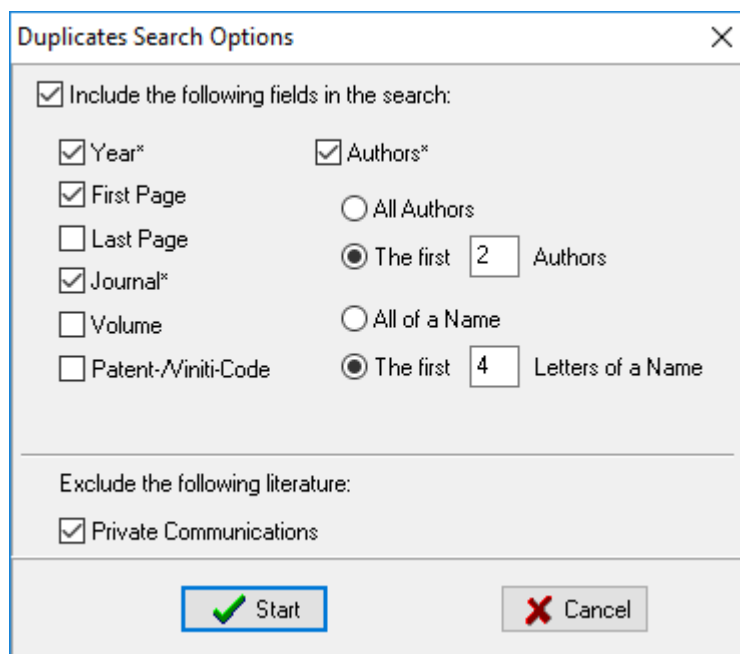 Duplicates Search Options
Include the following fields in the search:
Year*
Authors*
First Page
All Authors
Last Page
The first 2 Authors
Journal*
Volume
All of a Name
Patent-/Viniti-Code
The first 4 Letters of a Name
Exclude the following literature:
Private Communications
Start
Cancel